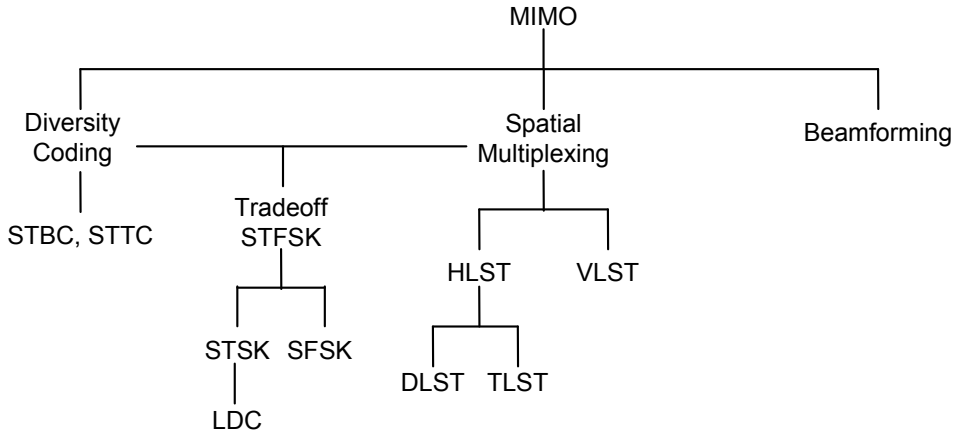 MIMO
Diversity
Coding
Spatial
Multiplexing
Beamforming
STBC, STTC
Tradeoff
STFSK
HLST
VLST
STSK
SFSK
DLST
TLST
LDC